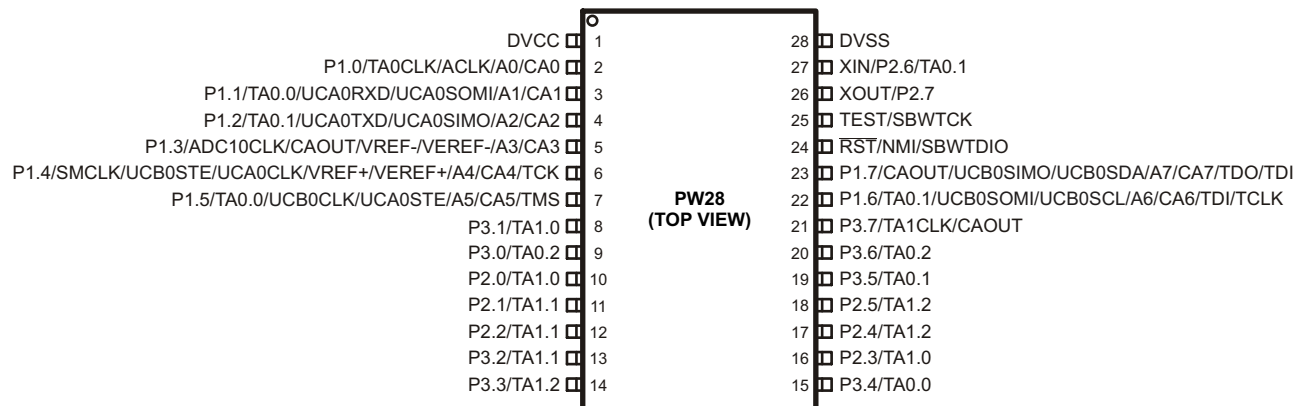 DVCC 1 28 DVSS
P1.0/TA0CLK/ACLK/A0/CA0 2 27 XIN/P2.6/TA0.1
P1.1/TA0.0/UCA0RXD/UCA0SOMI/A1/CA1 3 26 XOUT/P2.7
P1.2/TA0.1/UCA0TXD/UCA0SIMO/A2/CA2 4 25 TEST/SBWTCK
P1.3/ADC10CLK/CAOUT/VREF-/VEREF-/A3/CA3 5 24 RST/NMI/SBWTDIO
P1.4/SMCLK/UCB0STE/UCA0CLK/VREF+/VEREF+/A4/CA4/TCK 6 23 P1.7/CAOUT/UCB0SIMO/UCB0SDA/A7/CA7/TDO/TDI
P1.5/TA0.0/UCB0CLK/UCA0STE/A5/CA5/TMS 7 PW28 22 P1.6/TA0.1/UCB0SOMI/UCB0SCL/A6/CA6/TDI/TCLK
P3.1/TA1.0 8 (TOP VIEW) 21 P3.7/TA1CLK/CAOUT
P3.0/TA0.2 9 20 P3.6/TA0.2
P2.0/TA1.0 10 19 P3.5/TA0.1
P2.1/TA1.1 11 18 P2.5/TA1.2
P2.2/TA1.1 12 17 P2.4/TA1.2
P3.2/TA1.1 13 16 P2.3/TA1.0
P3.3/TA1.2 14 15 P3.4/TA0.0